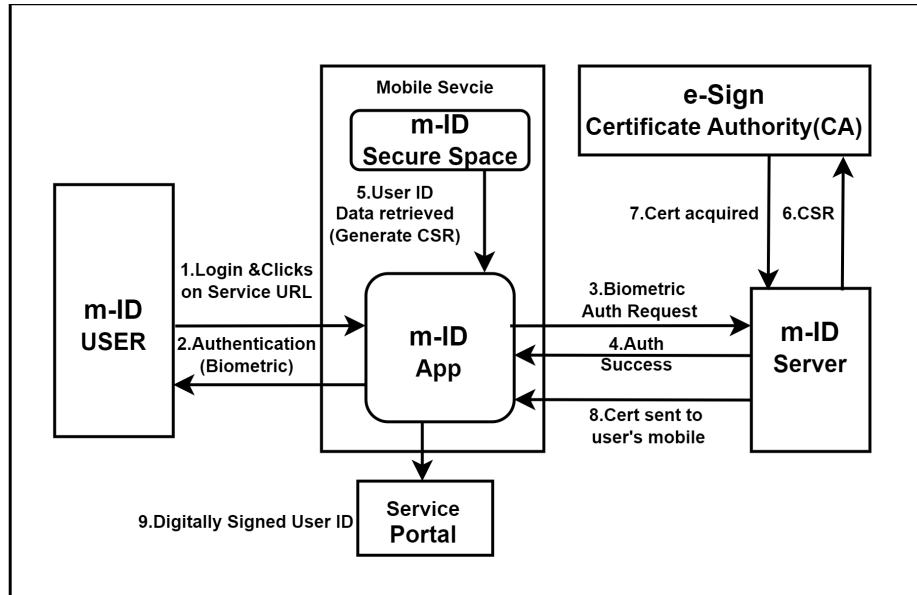 Mobile Sevcie
m-ID
Secure Space
e-Sign
Certificate Authority(CA)
5.User ID
Data retrieved
(Generate CSR)
7.Cert acquired
6.CSR
1.Login &Clicks
on Service URL
m-ID
USER
2.Authentication
(Biometric)
m-ID
App
3.Biometric
Auth Request
4.Auth
Success
m-ID
Server
8.Cert sent to
user's mobile
9.Digitally Signed User ID
Service
Portal